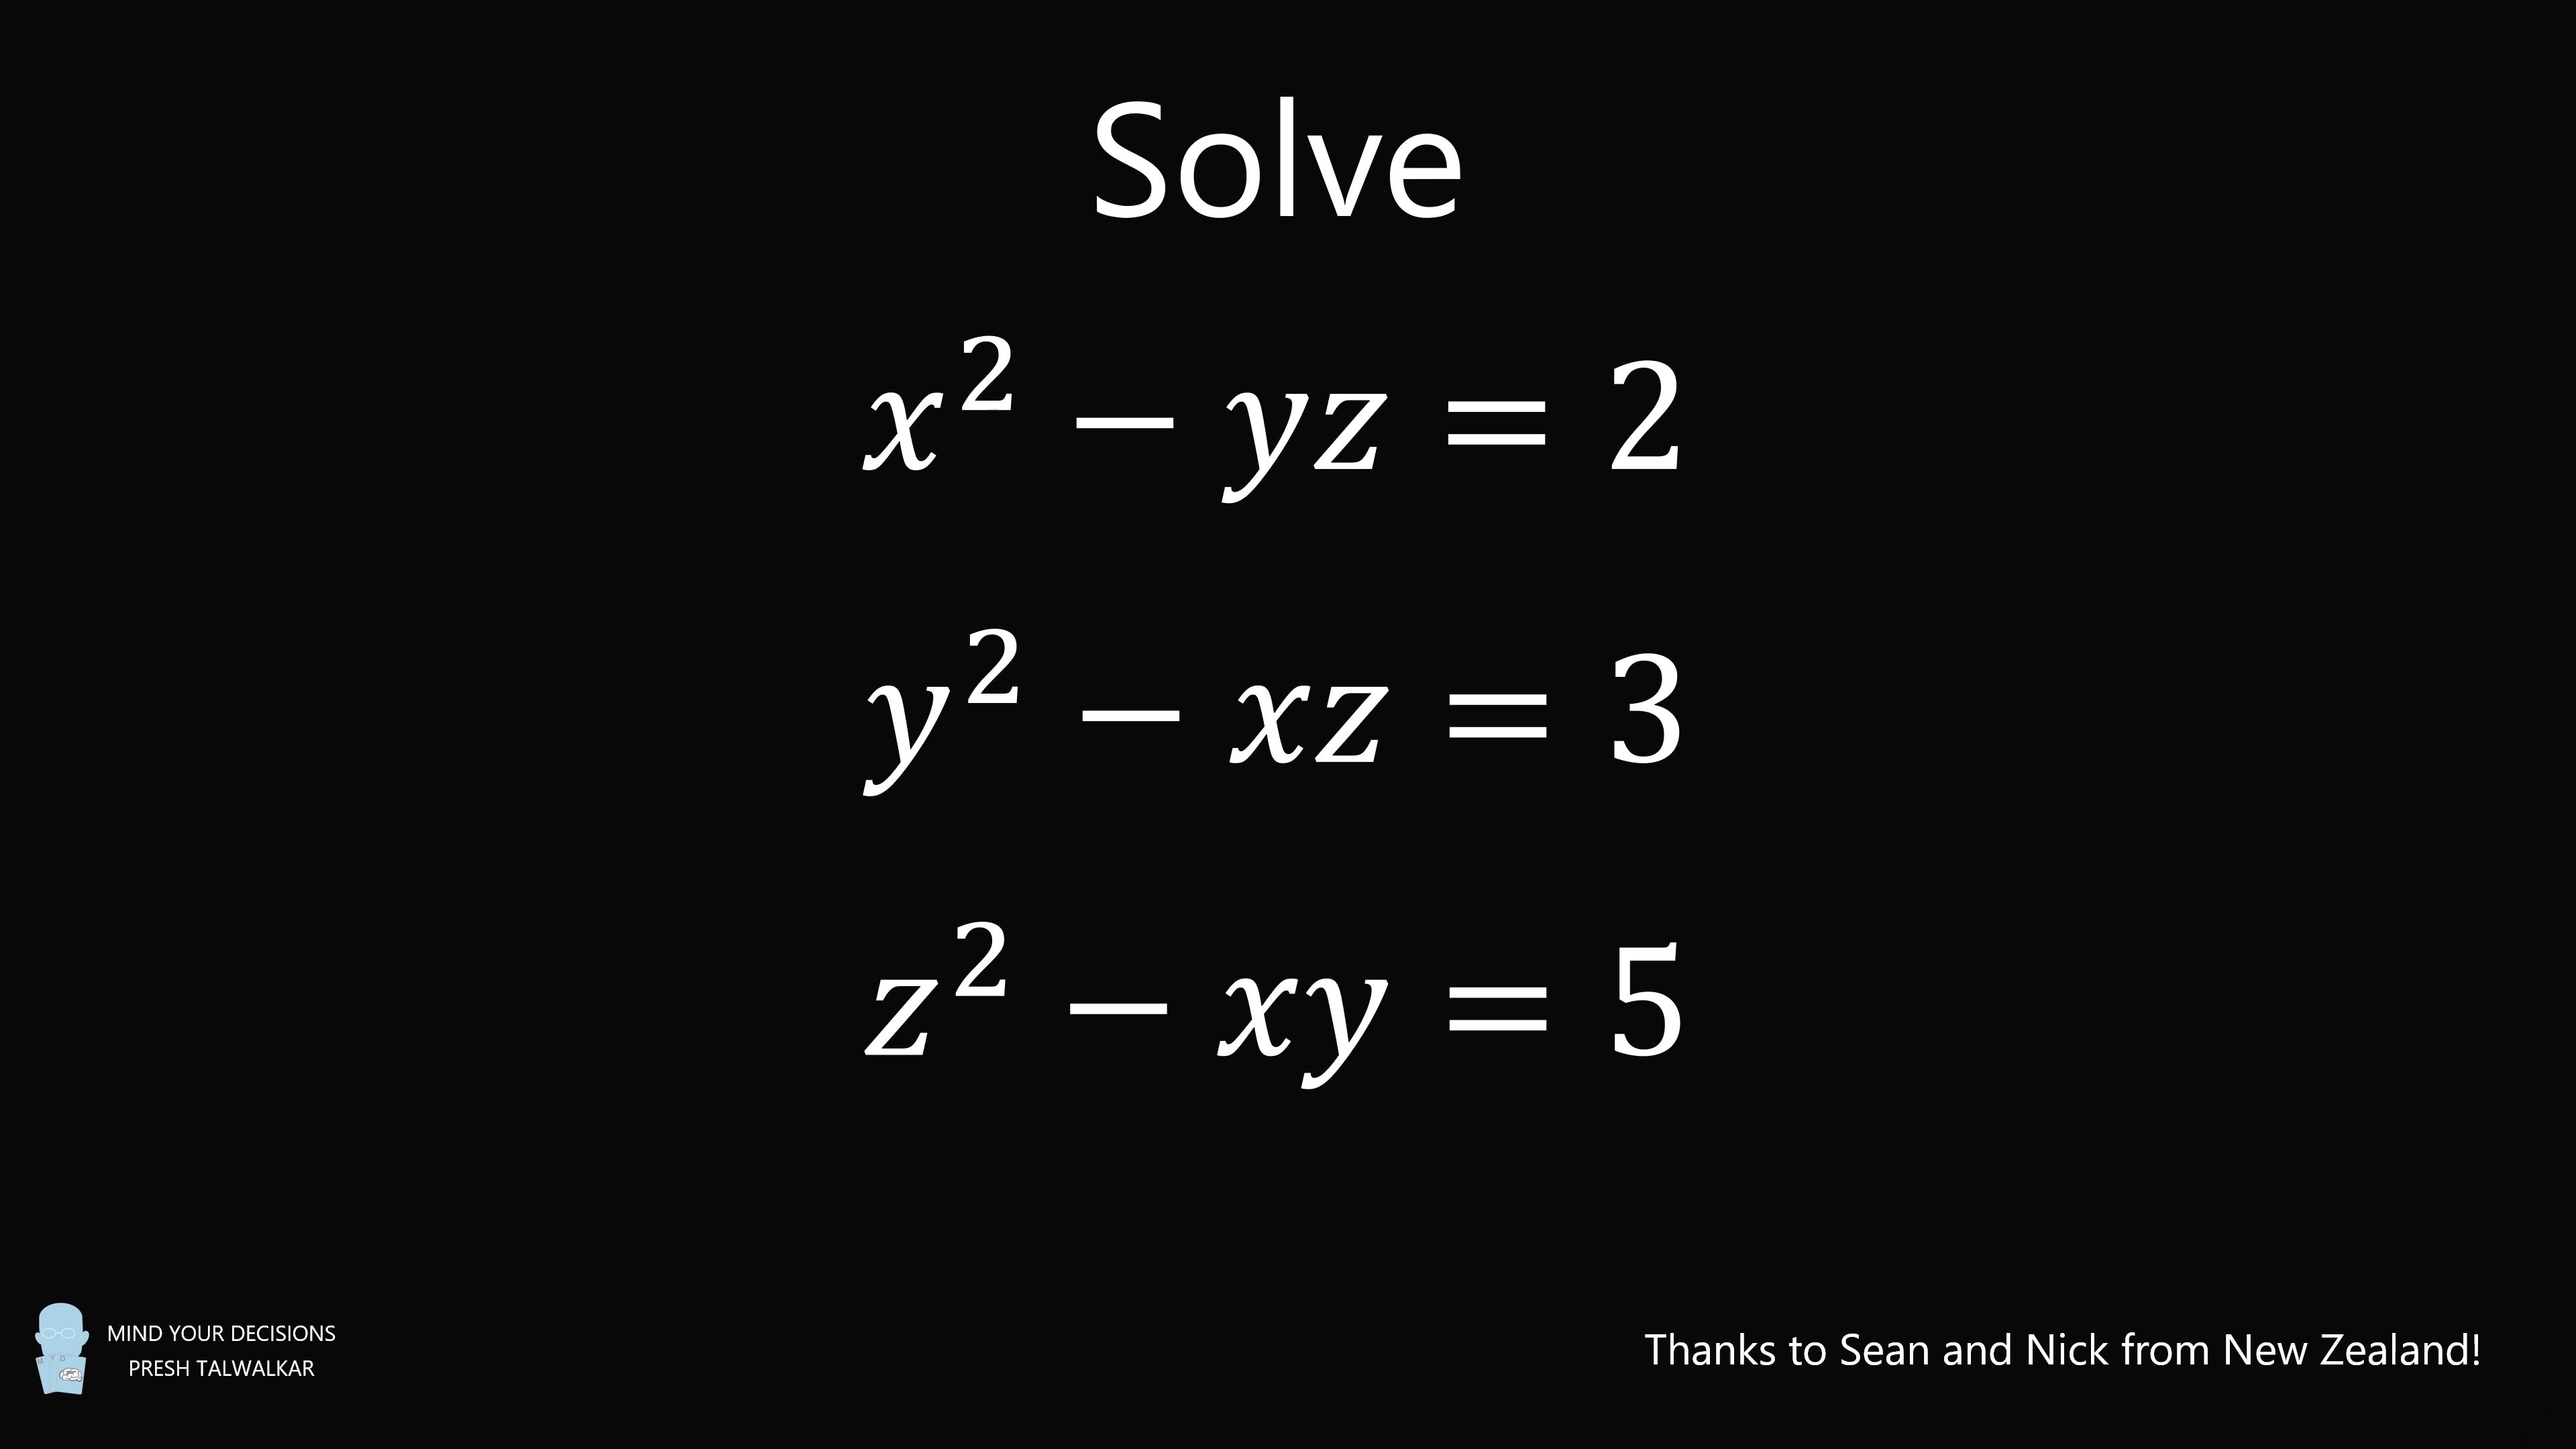 Solve
x² − yz = 2
y² − xz = 3
z² − xy = 5
MIND YOUR DECISIONS
PRESH TALWALKAR
Thanks to Sean and Nick from New Zealand!